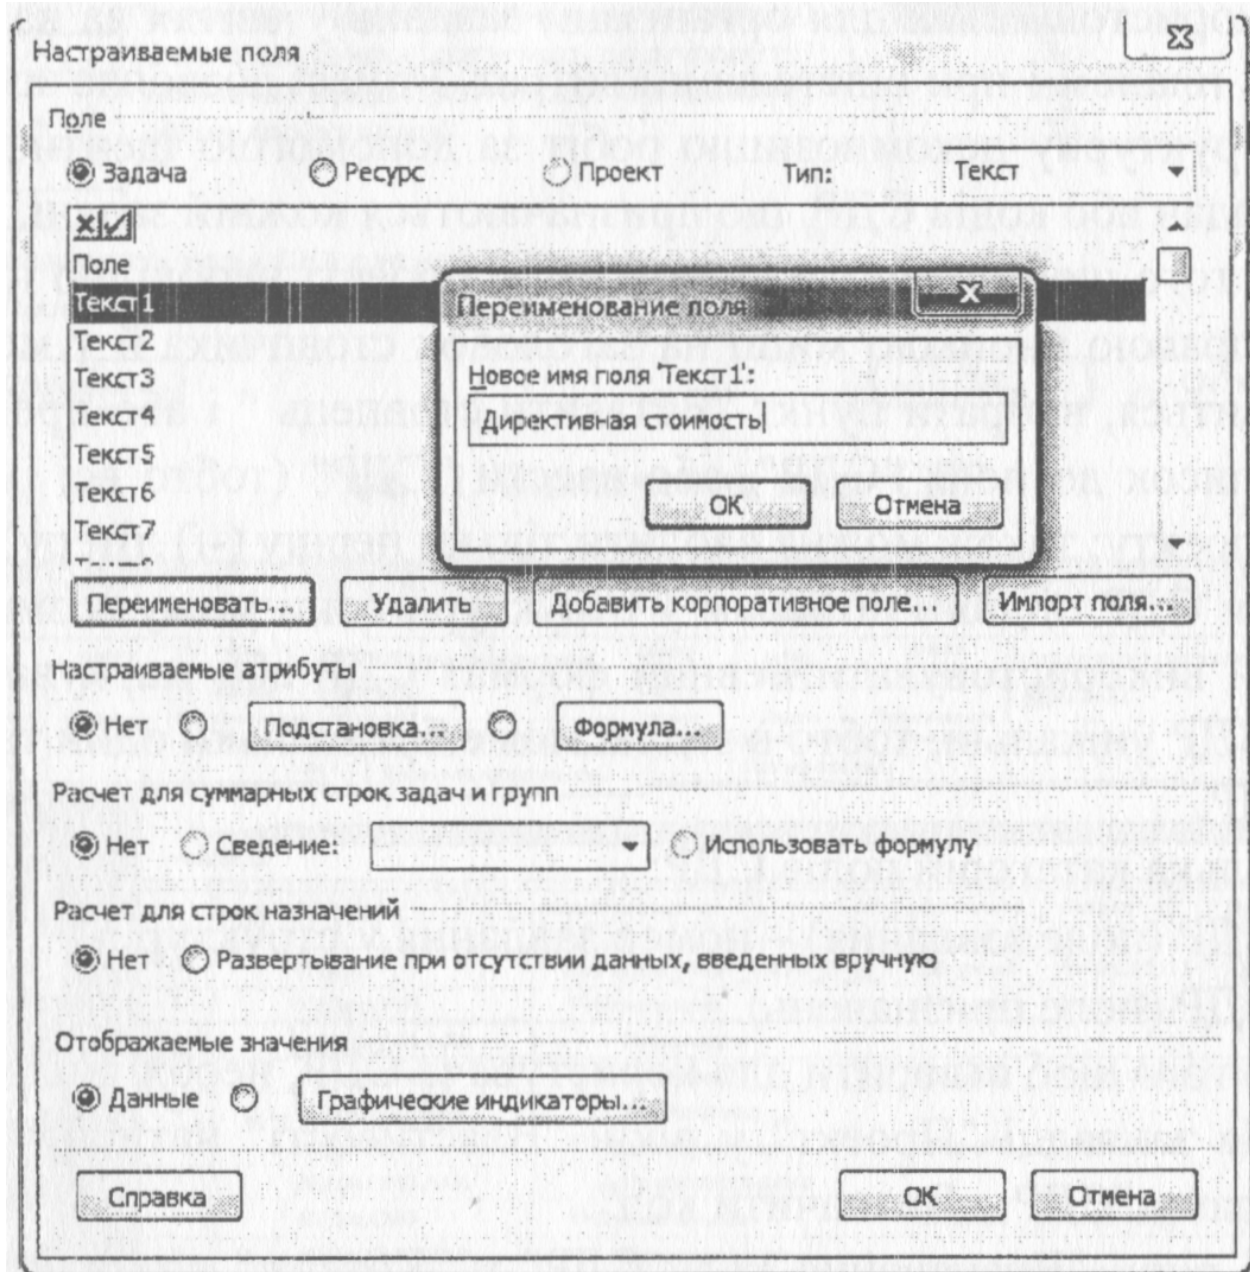 Настраиваемые поля
Поле
Задача Ресурс Проект Тип: Текст
Поле
Текст1
Текст2
Текст3
Текст4
Текст5
Текст6
Текст7
Переименование поля
Новое имя поля 'Текст1':
Директивная стоимость
ОК Отмена
Переименовать... Удалить Добавить корпоративное поле... Импорт поля...
Настраиваемые атрибуты
Нет Подстановка... Формула...
Расчет для суммарных строк задач и групп
Нет Сведение: Использовать формулу
Расчет для строк назначений
Нет Развертывание при отсутствии данных, введенных вручную
Отображаемые значения
Данные Графические индикаторы...
Справка ОК Отмена